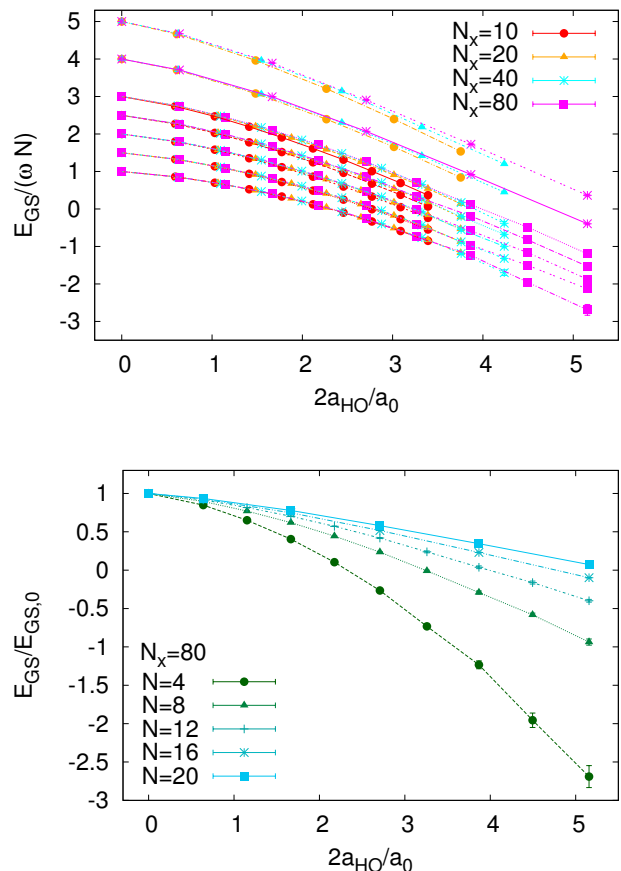 5
4
3
2
1
0
-1
-2
-3
E_GS/(ω N)
N_x=10
N_x=20
N_x=40
N_x=80
0 1 2 3 4 5
2a_HO/a_0
1
0.5
0
-0.5
-1
-1.5
-2
-2.5
-3
E_GS/E_GS,0
N_x=80
N=4
N=8
N=12
N=16
N=20
0 1 2 3 4 5
2a_HO/a_0